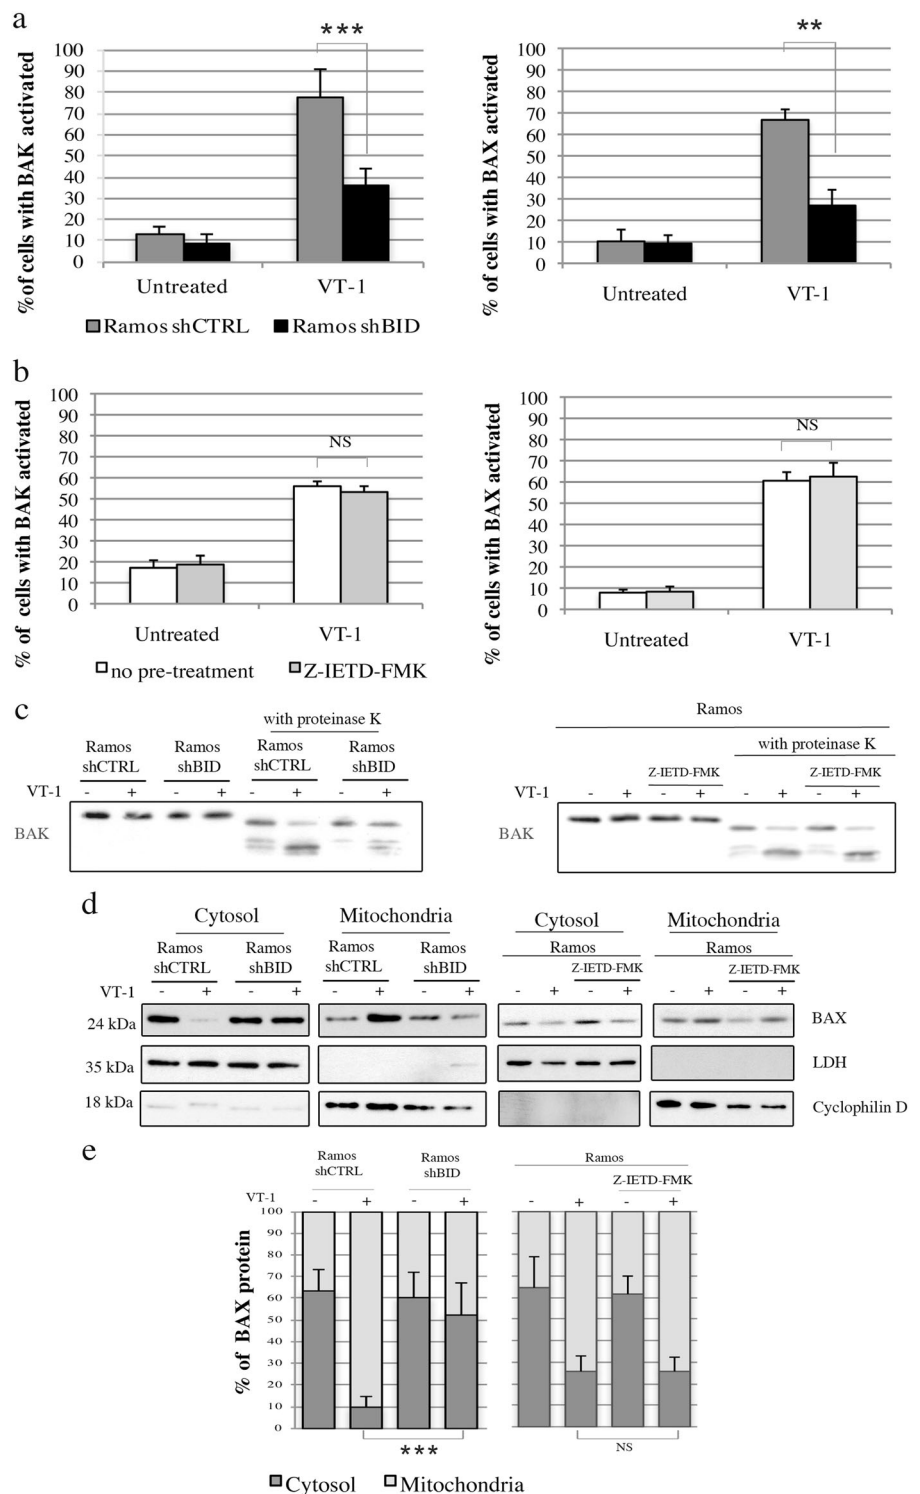 a
***
**
% of cells with BAK activated
100
90
80
70
60
50
40
30
20
10
0
Untreated
VT-1
% of cells with BAX activated
100
90
80
70
60
50
40
30
20
10
0
Untreated
VT-1
Ramos shCTRL
Ramos shBID
b
% of cells with BAK activated
100
90
80
70
60
50
40
30
20
10
0
NS
Untreated
VT-1
% of cells with BAX activated
100
90
80
70
60
50
40
30
20
10
0
NS
Untreated
VT-1
no pre-treatment
Z-IETD-FMK
c
with proteinase K
Ramos shCTRL
Ramos shBID
Ramos shCTRL
Ramos shBID
VT-1 - + - + - + - +
BAK
Ramos
with proteinase K
Z-IETD-FMK
Z-IETD-FMK
VT-1 - + - + - + - +
BAK
d
Cytosol
Mitochondria
Cytosol
Mitochondria
Ramos shCTRL
Ramos shBID
Ramos shCTRL
Ramos shBID
Ramos
Ramos
Z-IETD-FMK
Z-IETD-FMK
VT-1 - + - + - + - + - + - + - + - +
24 kDa
BAX
35 kDa
LDH
18 kDa
Cyclophilin D
e
Ramos shCTRL
Ramos shBID
Ramos
Z-IETD-FMK
VT-1 - + - + - + - +
% of BAX protein
100
90
80
70
60
50
40
30
20
10
0
***
NS
Cytosol
Mitochondria